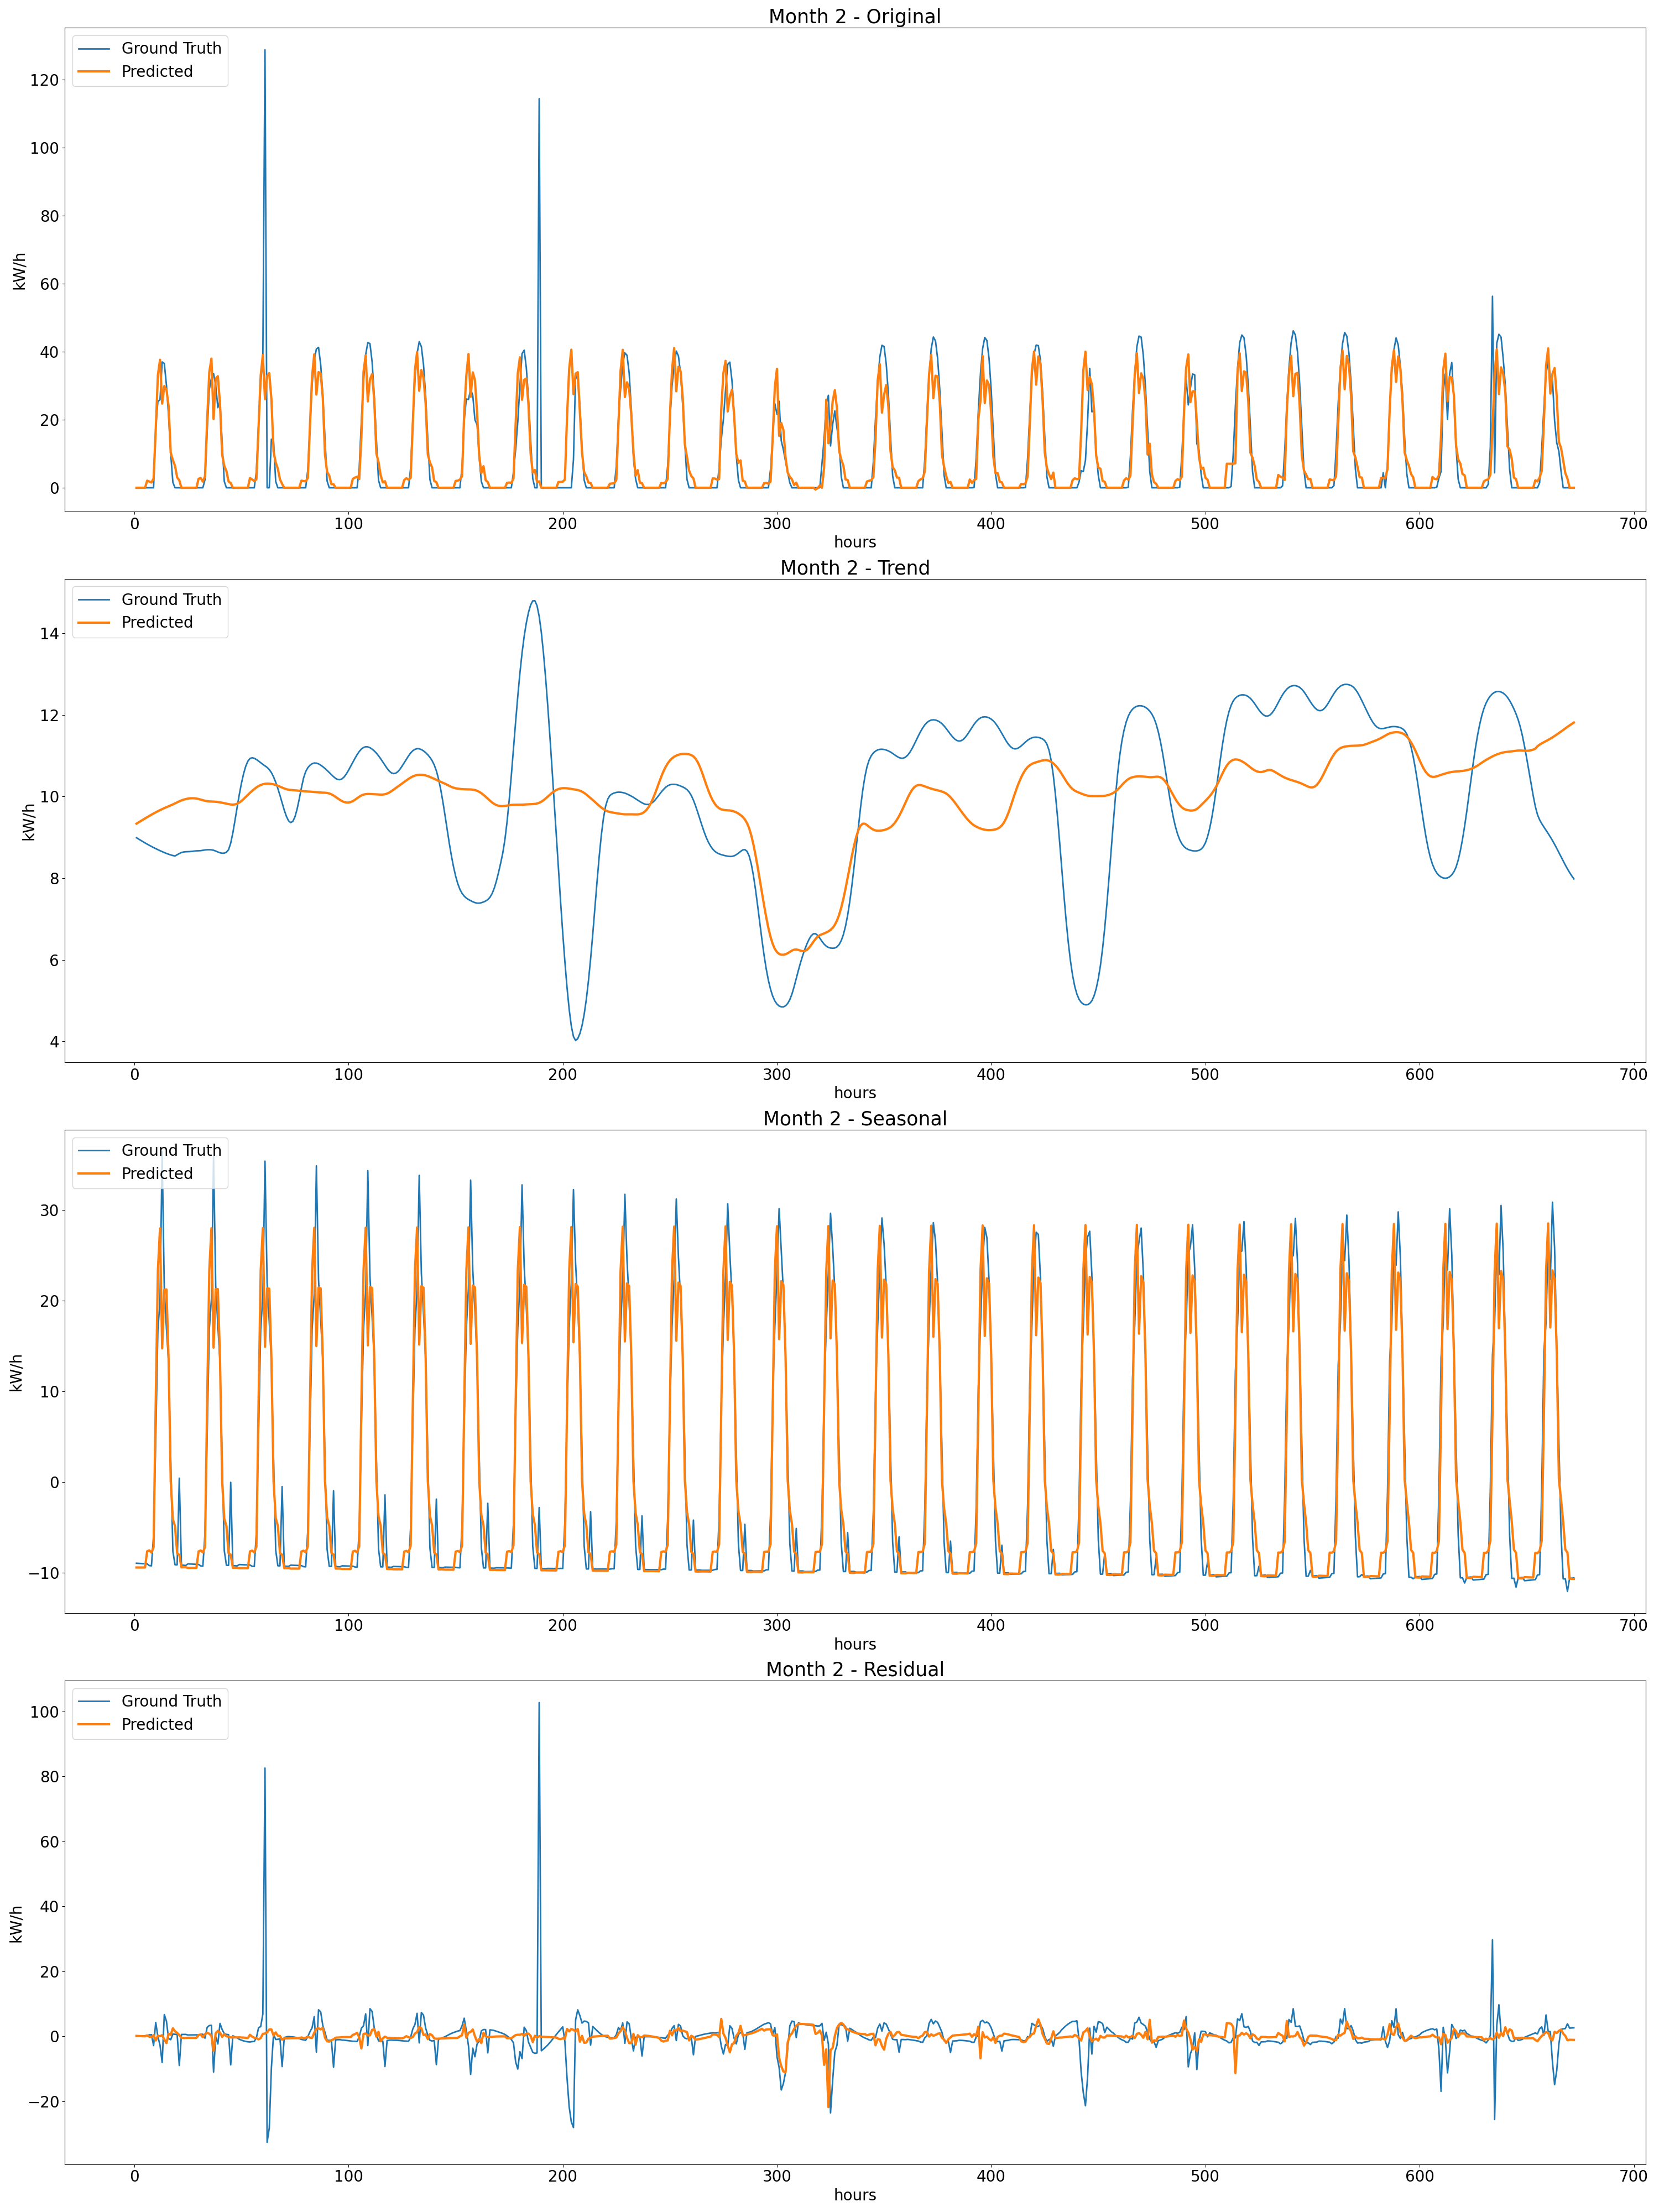 Month 2 - Original
Ground Truth
Predicted
kW/h
120
100
80
60
40
20
0
0 100 200 300 400 500 600 700
hours
Month 2 - Trend
Ground Truth
Predicted
kW/h
14
12
10
8
6
4
0 100 200 300 400 500 600 700
hours
Month 2 - Seasonal
Ground Truth
Predicted
kW/h
30
20
10
0
−10
0 100 200 300 400 500 600 700
hours
Month 2 - Residual
Ground Truth
Predicted
kW/h
100
80
60
40
20
0
−20
0 100 200 300 400 500 600 700
hours